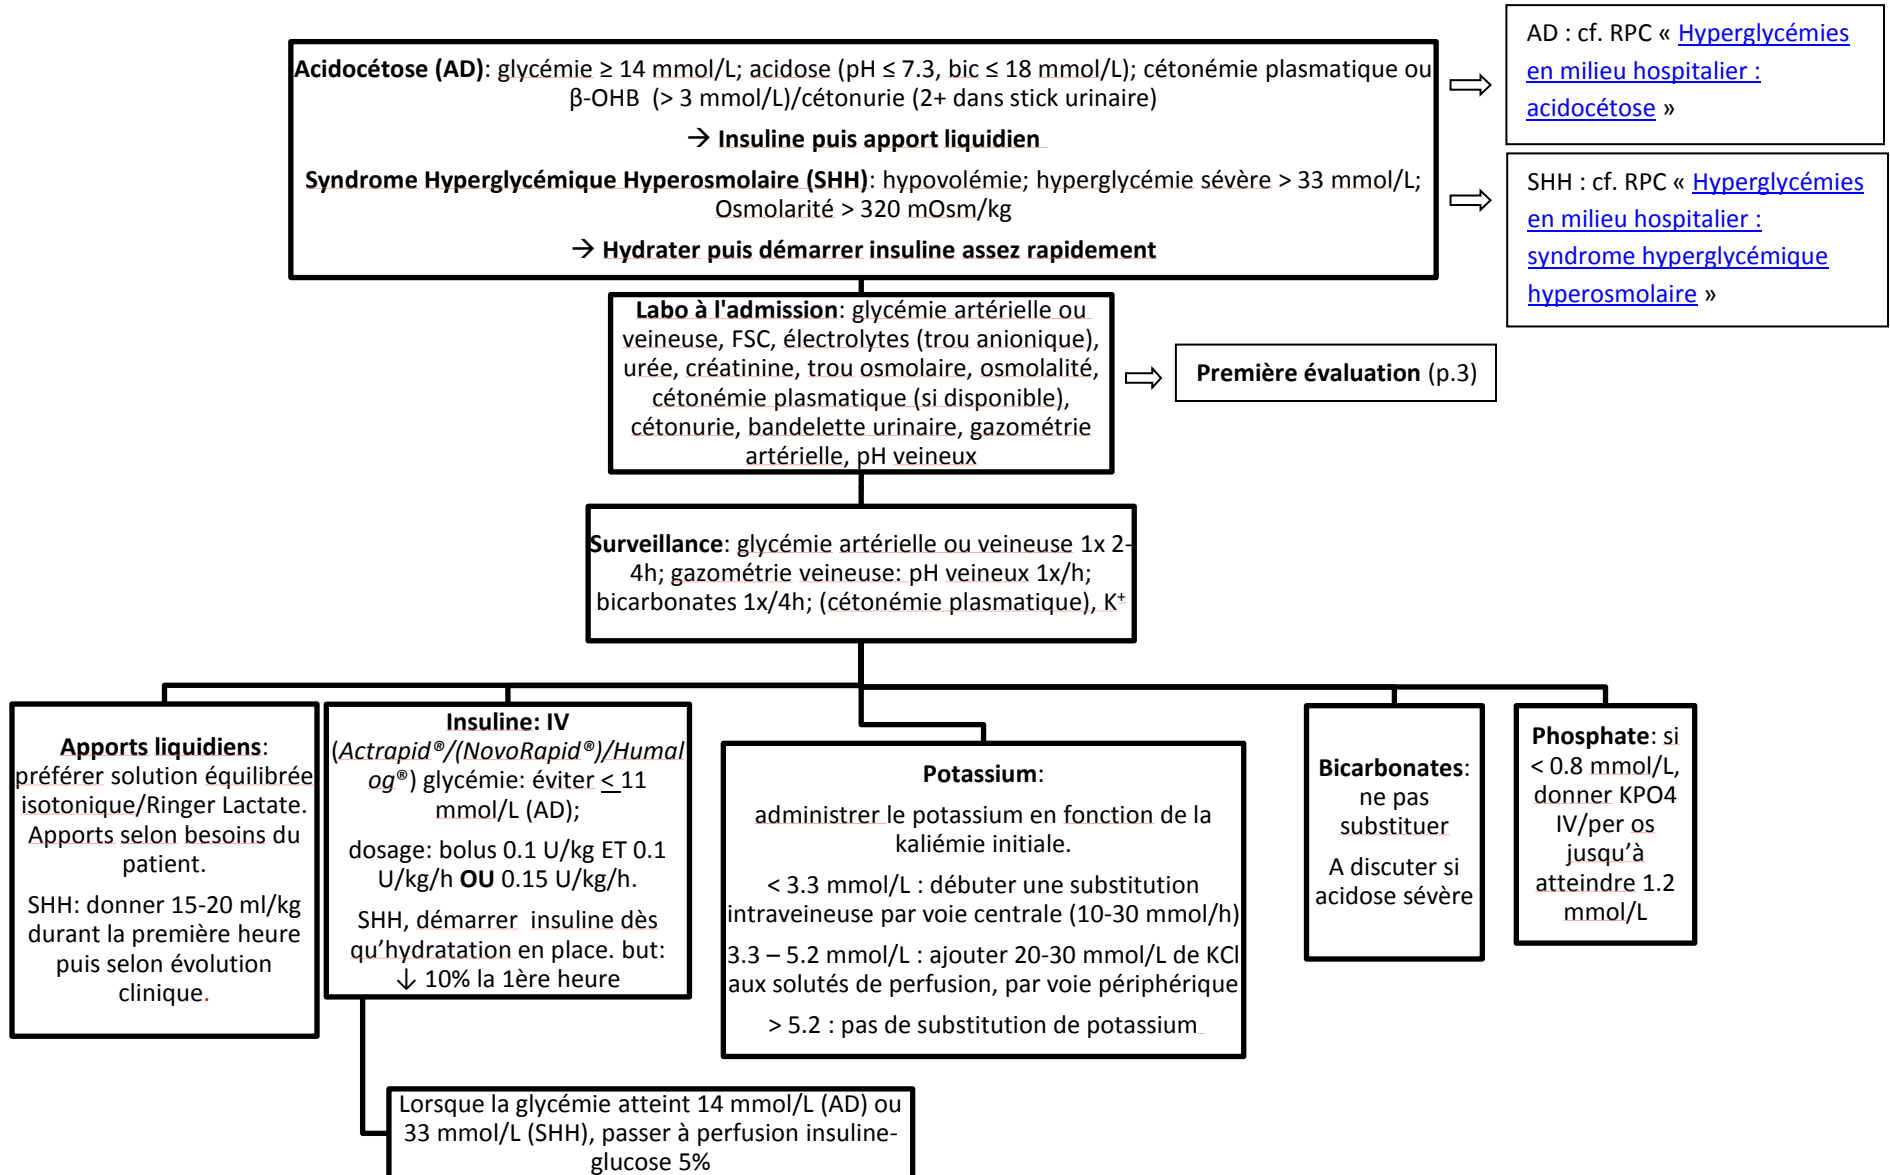 Acidocétose (AD): glycémie ≥ 14 mmol/L; acidose (pH ≤ 7.3, bic ≤ 18 mmol/L); cétonémie plasmatique ou
β-OHB (> 3 mmol/L)/cétonurie (2+ dans stick urinaire)
→ Insuline puis apport liquidien
Syndrome Hyperglycémique Hyperosmolaire (SHH): hypovolémie; hyperglycémie sévère > 33 mmol/L;
Osmolarité > 320 mOsm/kg
→ Hydrater puis démarrer insuline assez rapidement
AD : cf. RPC « Hyperglycémies
en milieu hospitalier :
acidocétose »
SHH : cf. RPC « Hyperglycémies
en milieu hospitalier :
syndrome hyperglycémique
hyperosmolaire »
Labo à l'admission: glycémie artérielle ou
veineuse, FSC, électrolytes (trou anionique),
urée, créatinine, trou osmolaire, osmolalité,
cétonémie plasmatique (si disponible),
cétonurie, bandelette urinaire, gazométrie
artérielle, pH veineux
Première évaluation (p.3)
Surveillance: glycémie artérielle ou veineuse 1x 2-
4h; gazométrie veineuse: pH veineux 1x/h;
bicarbonates 1x/4h; (cétonémie plasmatique), K⁺
Apports liquidiens:
préférer solution équilibrée
isotonique/Ringer Lactate.
Apports selon besoins du
patient.
SHH: donner 15-20 ml/kg
durant la première heure
puis selon évolution
clinique.
Insuline: IV
(Actrapid®/(NovoRapid®)/Humal
og®) glycémie: éviter < 11
mmol/L (AD);
dosage: bolus 0.1 U/kg ET 0.1
U/kg/h OU 0.15 U/kg/h.
SHH, démarrer insuline dès
qu’hydratation en place. but:
↓ 10% la 1ère heure
Potassium:
administrer le potassium en fonction de la
kaliémie initiale.
< 3.3 mmol/L : débuter une substitution
intraveineuse par voie centrale (10-30 mmol/h)
3.3 – 5.2 mmol/L : ajouter 20-30 mmol/L de KCl
aux solutés de perfusion, par voie périphérique
> 5.2 : pas de substitution de potassium
Bicarbonates:
ne pas
substituer
A discuter si
acidose sévère
Phosphate: si
< 0.8 mmol/L,
donner KPO4
IV/per os
jusqu’à
atteindre 1.2
mmol/L
Lorsque la glycémie atteint 14 mmol/L (AD) ou
33 mmol/L (SHH), passer à perfusion insuline-
glucose 5%